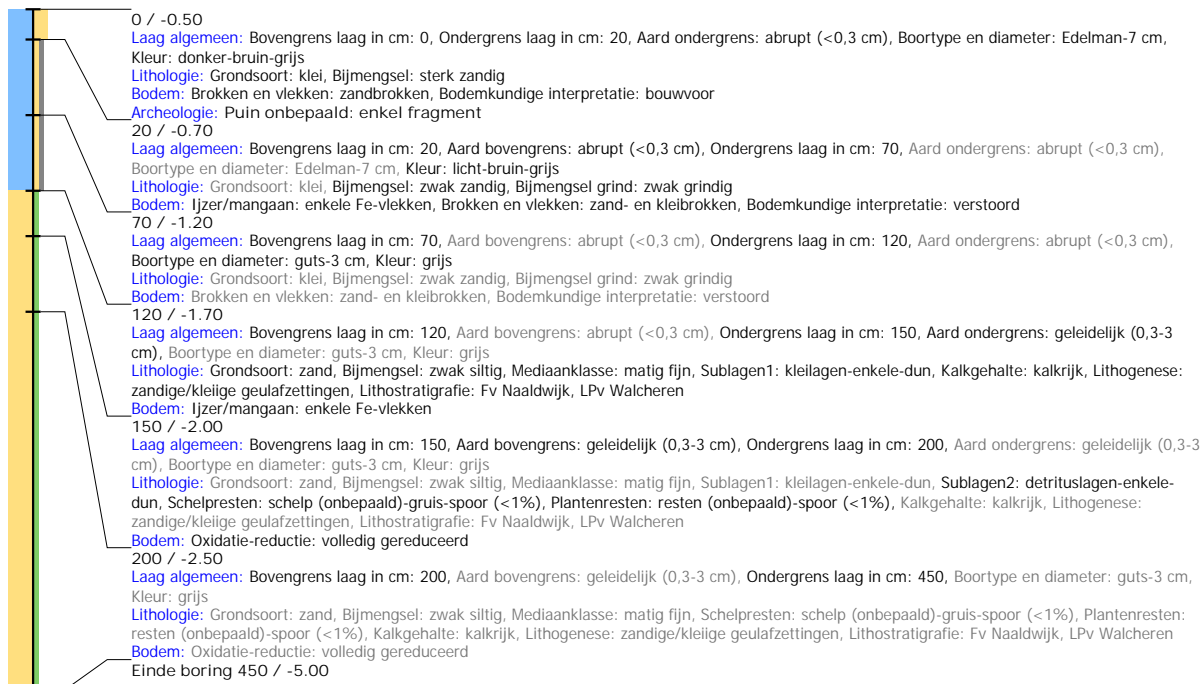 0 / -0.50
Laag algemeen: Bovengrens laag in cm: 0, Ondergrens laag in cm: 20, Aard ondergrens: abrupt (<0,3 cm), Boortype en diameter: Edelman-7 cm,
Kleur: donker-bruin-grijs
Lithologie: Grondsoort: klei, Bijmengsel: sterk zandig
Bodem: Brokken en vlekken: zandbrokken, Bodemkundige interpretatie: bouwvoor
Archeologie: Puin onbepaald: enkel fragment
20 / -0.70
Laag algemeen: Bovengrens laag in cm: 20, Aard bovengrens: abrupt (<0,3 cm), Ondergrens laag in cm: 70, Aard ondergrens: abrupt (<0,3 cm),
Boortype en diameter: Edelman-7 cm, Kleur: licht-bruin-grijs
Lithologie: Grondsoort: klei, Bijmengsel: zwak zandig, Bijmengsel grind: zwak grindig
Bodem: Ijzer/mangaan: enkele Fe-vlekken, Brokken en vlekken: zand- en kleibrokken, Bodemkundige interpretatie: verstoord
70 / -1.20
Laag algemeen: Bovengrens laag in cm: 70, Aard bovengrens: abrupt (<0,3 cm), Ondergrens laag in cm: 120, Aard ondergrens: abrupt (<0,3 cm),
Boortype en diameter: guts-3 cm, Kleur: grijs
Lithologie: Grondsoort: klei, Bijmengsel: zwak zandig, Bijmengsel grind: zwak grindig
Bodem: Brokken en vlekken: zand- en kleibrokken, Bodemkundige interpretatie: verstoord
120 / -1.70
Laag algemeen: Bovengrens laag in cm: 120, Aard bovengrens: abrupt (<0,3 cm), Ondergrens laag in cm: 150, Aard ondergrens: geleidelijk (0,3-3
cm), Boortype en diameter: guts-3 cm, Kleur: grijs
Lithologie: Grondsoort: zand, Bijmengsel: zwak siltig, Mediaanklasse: matig fijn, Sublagen1: kleilagen-enkele-dun, Kalkgehalte: kalkrijk, Lithogenese:
zandige/kleiige geulafzettingen, Lithostratigrafie: Fv Naaldwijk, LPv Walcheren
Bodem: Ijzer/mangaan: enkele Fe-vlekken
150 / -2.00
Laag algemeen: Bovengrens laag in cm: 150, Aard bovengrens: geleidelijk (0,3-3 cm), Ondergrens laag in cm: 200, Aard ondergrens: geleidelijk (0,3-3
cm), Boortype en diameter: guts-3 cm, Kleur: grijs
Lithologie: Grondsoort: zand, Bijmengsel: zwak siltig, Mediaanklasse: matig fijn, Sublagen1: kleilagen-enkele-dun, Sublagen2: detrituslagen-enkele-
dun, Schelpresten: schelp (onbepaald)-gruis-spoor (<1%), Plantenresten: resten (onbepaald)-spoor (<1%), Kalkgehalte: kalkrijk, Lithogenese:
zandige/kleiige geulafzettingen, Lithostratigrafie: Fv Naaldwijk, LPv Walcheren
Bodem: Oxidatie-reductie: volledig gereduceerd
200 / -2.50
Laag algemeen: Bovengrens laag in cm: 200, Aard bovengrens: geleidelijk (0,3-3 cm), Ondergrens laag in cm: 450, Boortype en diameter: guts-3 cm,
Kleur: grijs
Lithologie: Grondsoort: zand, Bijmengsel: zwak siltig, Mediaanklasse: matig fijn, Schelpresten: schelp (onbepaald)-gruis-spoor (<1%), Plantenresten:
resten (onbepaald)-spoor (<1%), Kalkgehalte: kalkrijk, Lithogenese: zandige/kleiige geulafzettingen, Lithostratigrafie: Fv Naaldwijk, LPv Walcheren
Bodem: Oxidatie-reductie: volledig gereduceerd
Einde boring 450 / -5.00